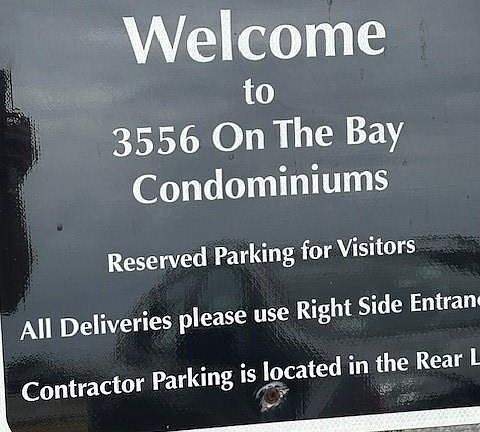 Welcome
to
3556 On The Bay
Condominiums
Reserved Parking for Visitors
All Deliveries please use Right Side Entran
Contractor Parking is located in the Rear L